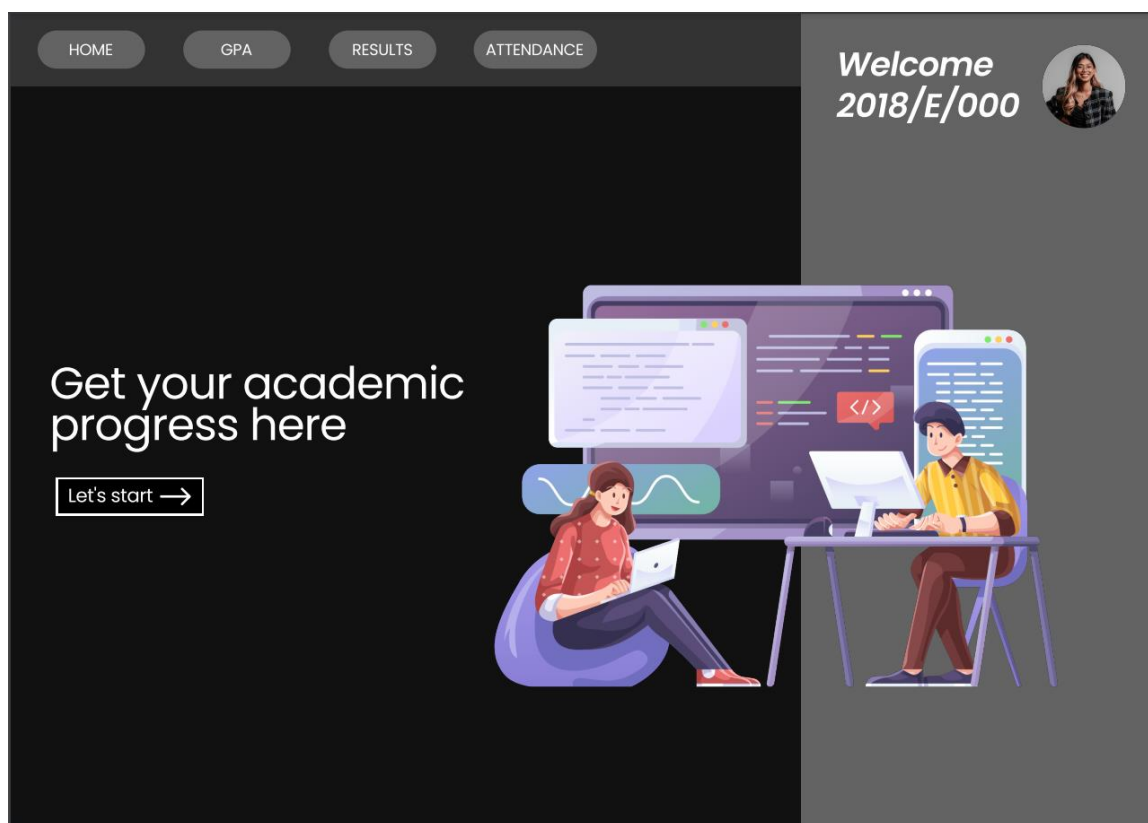 HOME
GPA
RESULTS
ATTENDANCE
Welcome
2018/E/000
Get your academic
progress here
Let's start
</>